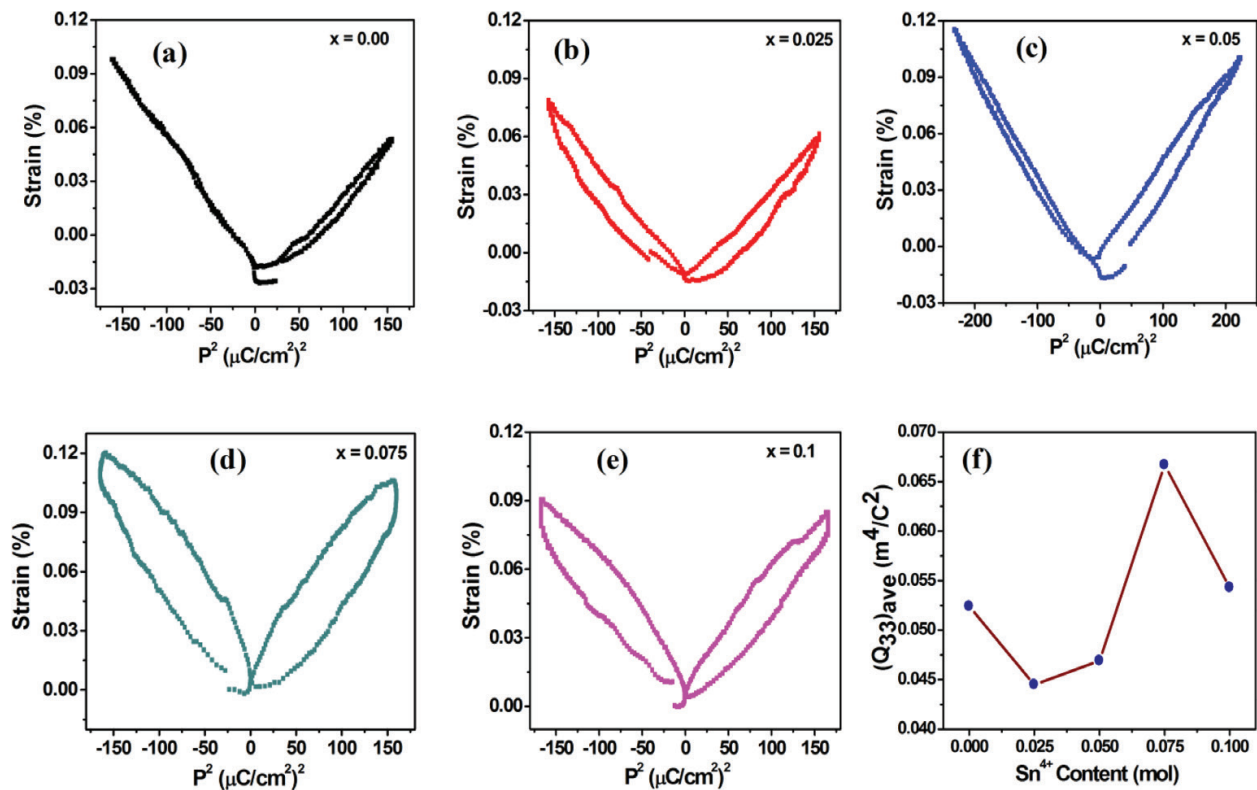 (a)
x = 0.00
Strain (%)
0.12
0.09
0.06
0.03
0.00
-0.03
-150 -100 -50 0 50 100 150
P² (μC/cm²)²
(b)
x = 0.025
Strain (%)
0.12
0.09
0.06
0.03
0.00
-0.03
-150 -100 -50 0 50 100 150
P² (μC/cm²)²
(c)
x = 0.05
Strain (%)
0.12
0.09
0.06
0.03
0.00
-0.03
-200 -100 0 100 200
P² (μC/cm²)²
(d)
x = 0.075
Strain (%)
0.12
0.09
0.06
0.03
0.00
-150 -100 -50 0 50 100 150
P² (μC/cm²)²
(e)
x = 0.1
Strain (%)
0.12
0.09
0.06
0.03
0.00
-150 -100 -50 0 50 100 150
P² (μC/cm²)²
(f)
(Q33)ave (m⁴/C²)
0.070
0.065
0.060
0.055
0.050
0.045
0.040
0.000 0.025 0.050 0.075 0.100
Sn⁴⁺ Content (mol)